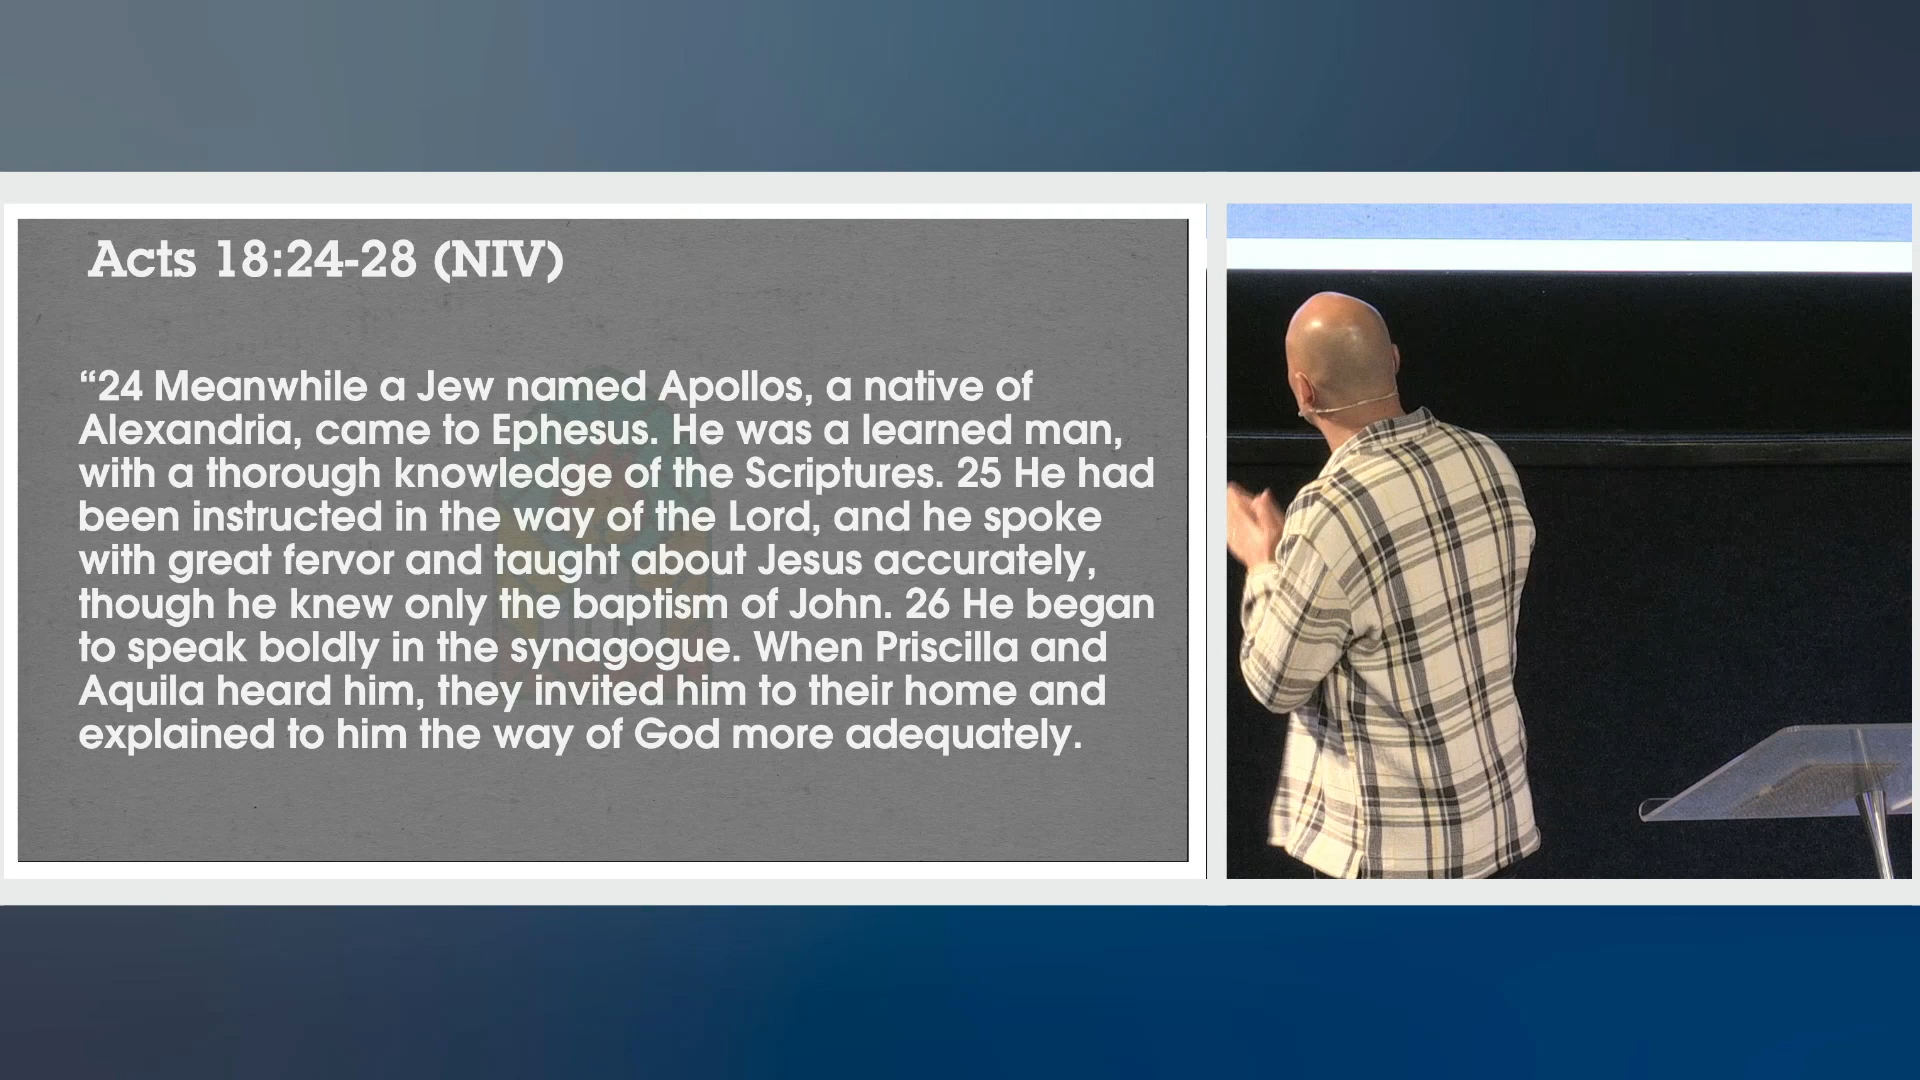 Acts 18:24-28 (NIV)
“24 Meanwhile a Jew named Apollos, a native of
Alexandria, came to Ephesus. He was a learned man,
with a thorough knowledge of the Scriptures. 25 He had
been instructed in the way of the Lord, and he spoke
with great fervor and taught about Jesus accurately,
though he knew only the baptism of John. 26 He began
to speak boldly in the synagogue. When Priscilla and
Aquila heard him, they invited him to their home and
explained to him the way of God more adequately.